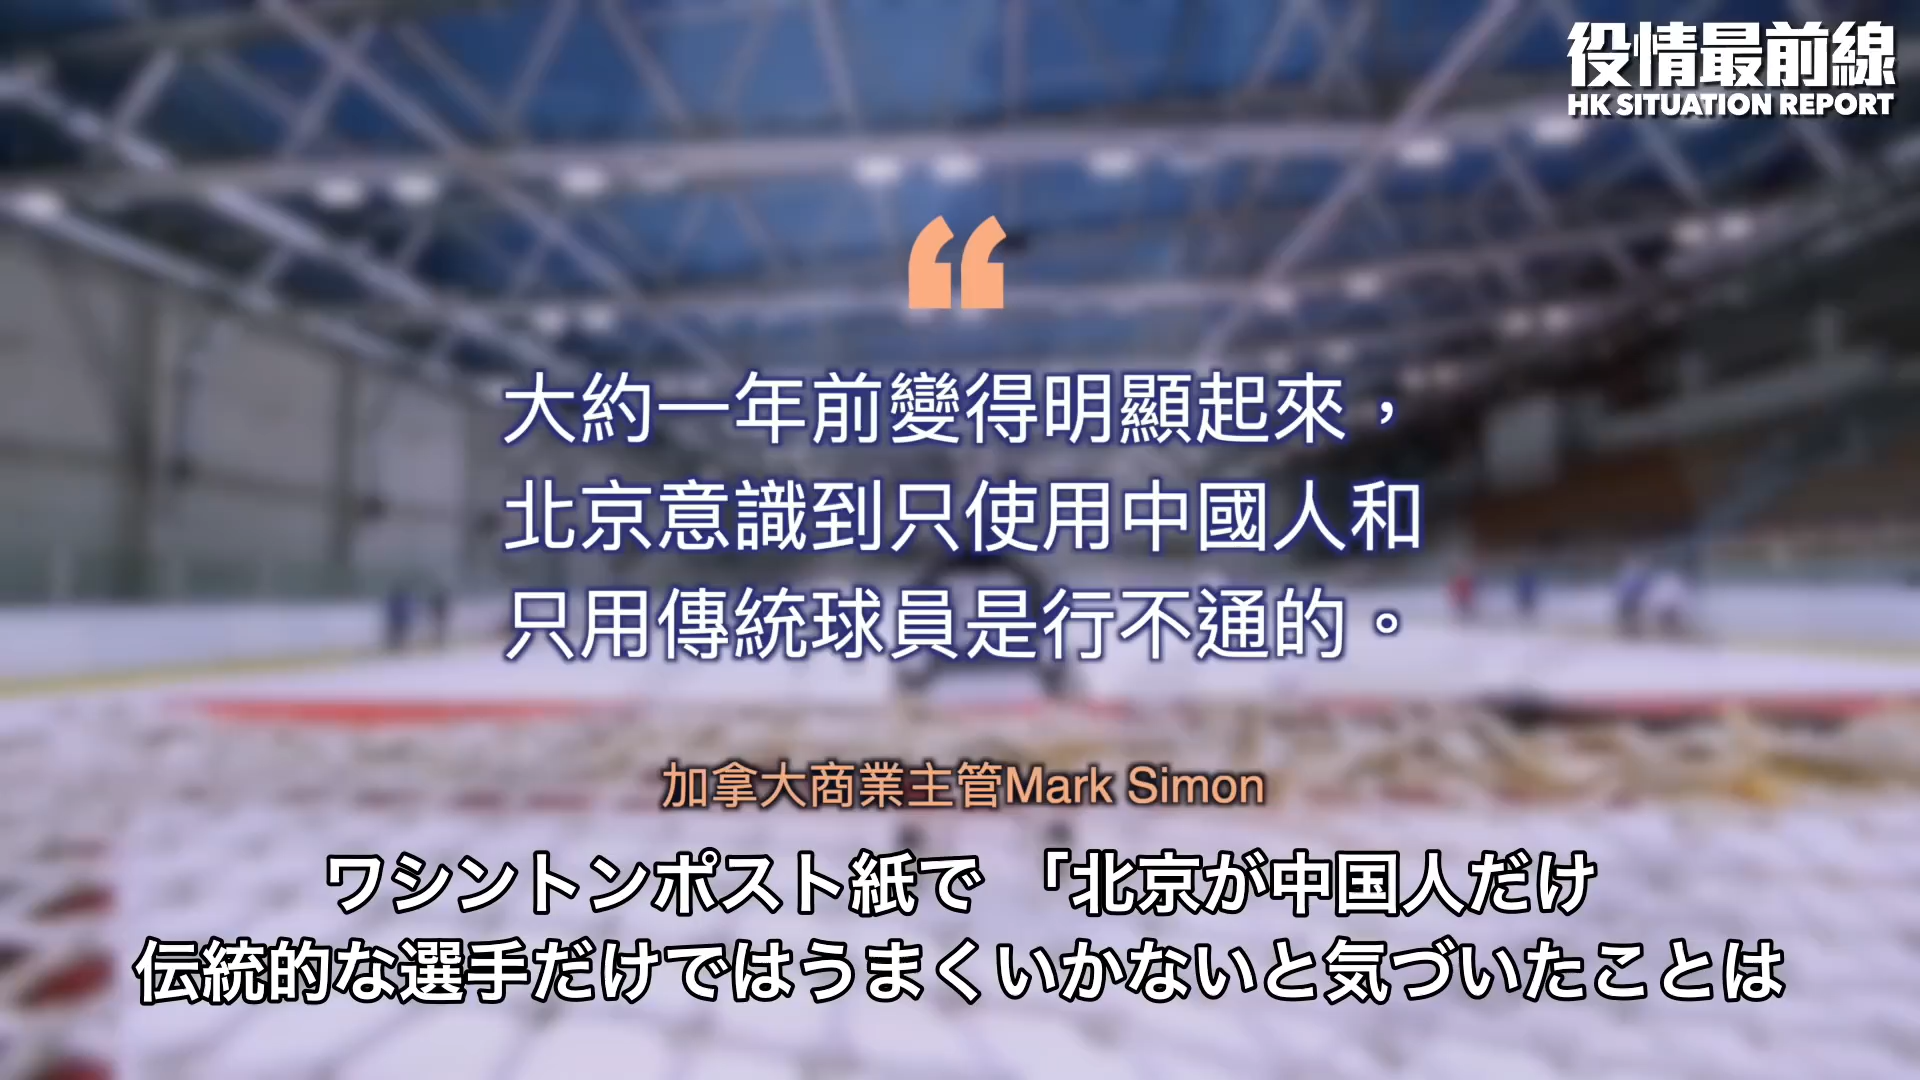 役情最前線
HK SITUATION REPORT
“
大約一年前變得明顯起來，
北京意識到只使用中國人和
只用傳統球員是行不通的。
加拿大商業主管Mark Simon
ワシントンポスト紙で 「北京が中国人だけ
伝統的な選手だけではうまくいかないと気づいたことは